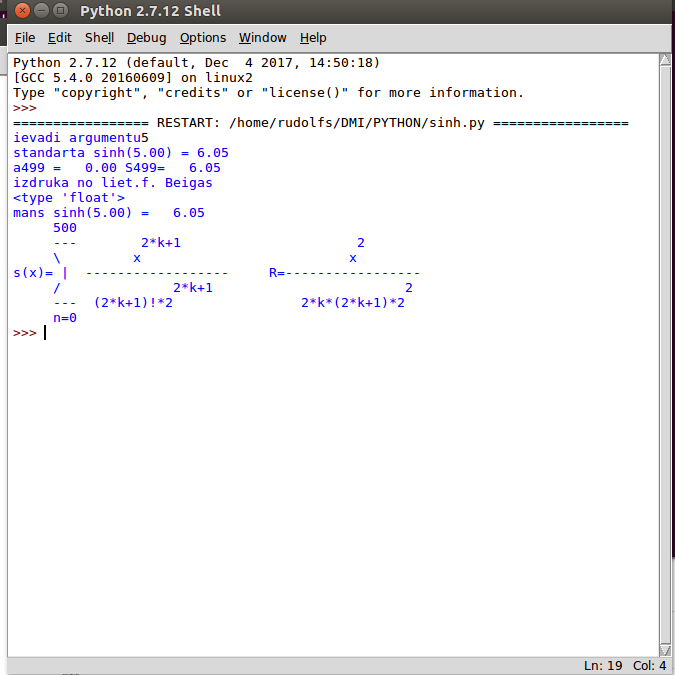 Python 2.7.12 Shell
File Edit Shell Debug Options Window Help
Python 2.7.12 (default, Dec  4 2017, 14:50:18)
[GCC 5.4.0 20160609] on linux2
Type "copyright", "credits" or "license()" for more information.
>>>
================= RESTART: /home/rudolfs/DMI/PYTHON/sinh.py =================
ievadi argumentu5
standarta sinh(5.00) = 6.05
a499 =   0.00 S499=   6.05
izdruka no liet.f. Beigas
<type 'float'>
mans sinh(5.00) =   6.05
     500
     ---        2*k+1                      2
     \         x                          x
s(x)= |  ------------------     R=-----------------
     /              2*k+1                        2
     ---  (2*k+1)!*2                2*k*(2*k+1)*2
     n=0
>>>
Ln: 19 Col: 4